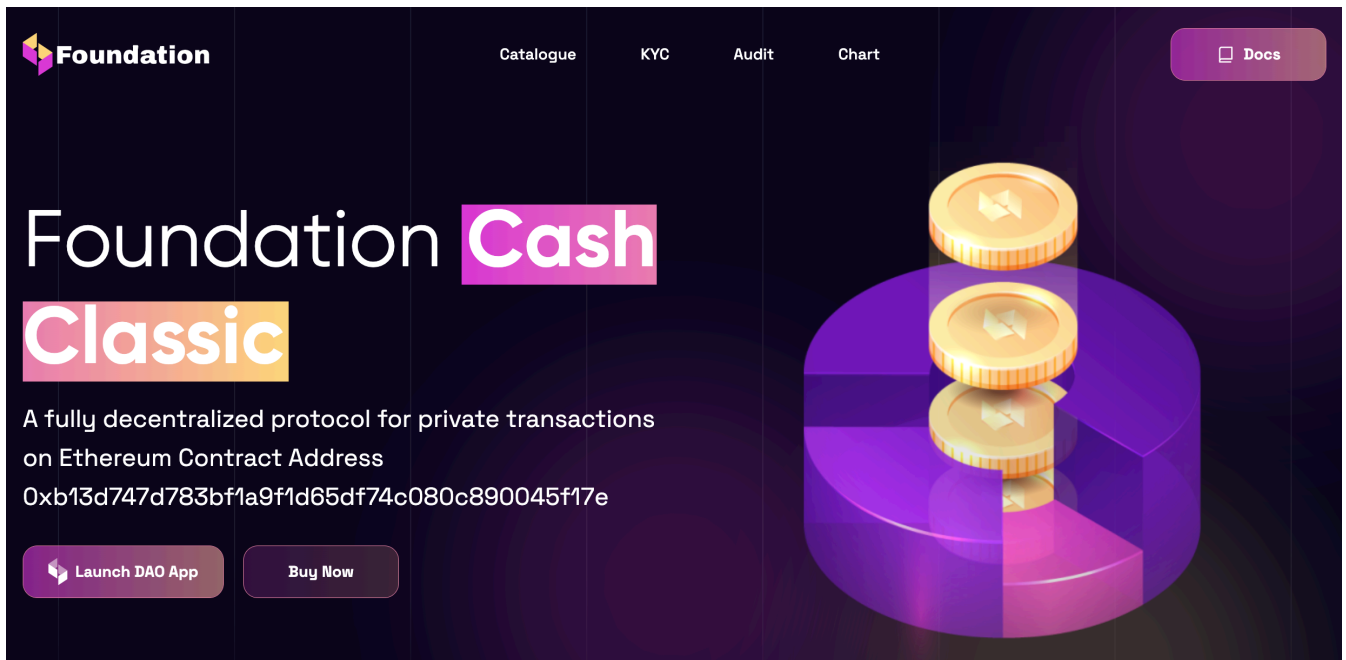 Foundation
Catalogue
KYC
Audit
Chart
Docs
Foundation Cash
Classic
A fully decentralized protocol for private transactions
on Ethereum Contract Address
0xb13d747d783bf1a9f1d65df74c080c890045f17e
Launch DAO App
Buy Now